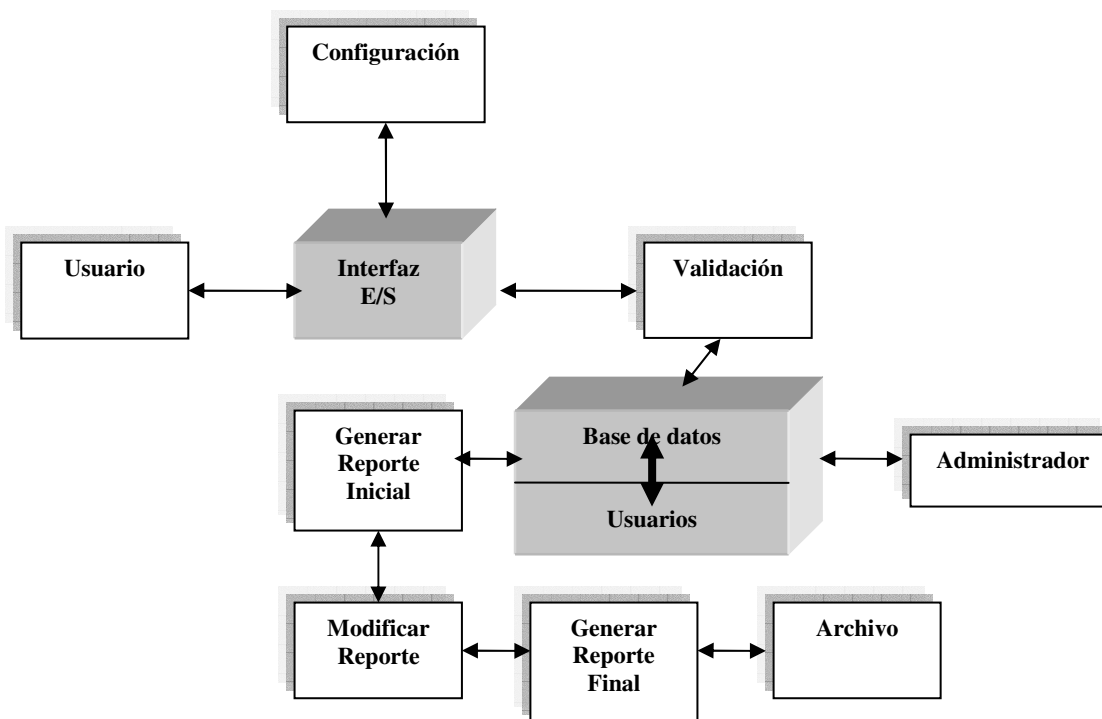 Configuración
Usuario
Interfaz
E/S
Validación
Generar
Reporte
Inicial
Base de datos
Usuarios
Administrador
Modificar
Reporte
Generar
Reporte
Final
Archivo